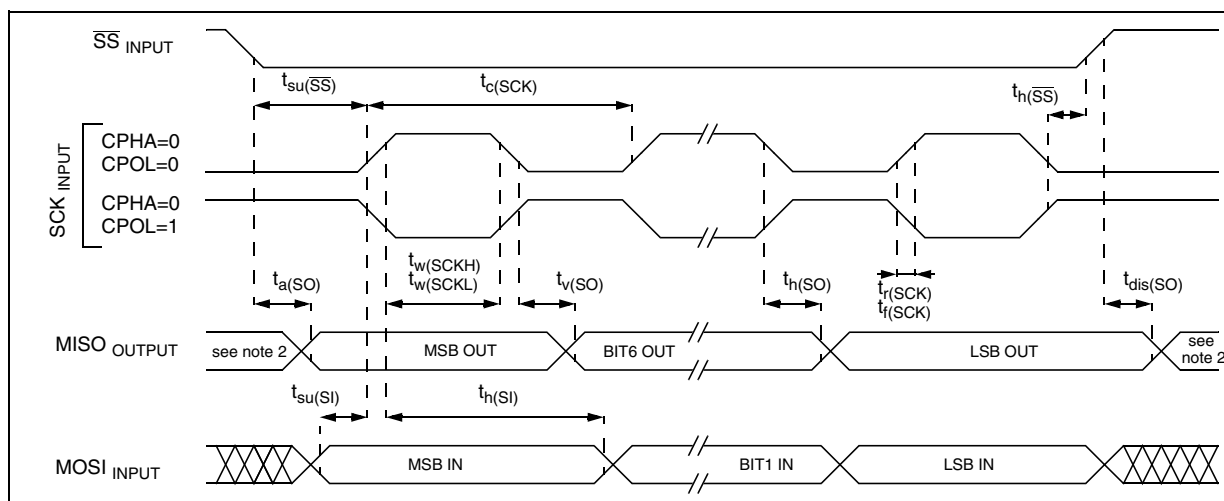 SS INPUT
tsu(SS)
tc(SCK)
th(SS)
SCK INPUT
CPHA=0
CPOL=0
CPHA=0
CPOL=1
ta(SO)
tw(SCKH)
tw(SCKL)
tv(SO)
th(SO)
tr(SCK)
tf(SCK)
tdis(SO)
MISO OUTPUT
see note 2
MSB OUT
BIT6 OUT
LSB OUT
see
note 2
tsu(SI)
th(SI)
MOSI INPUT
MSB IN
BIT1 IN
LSB IN